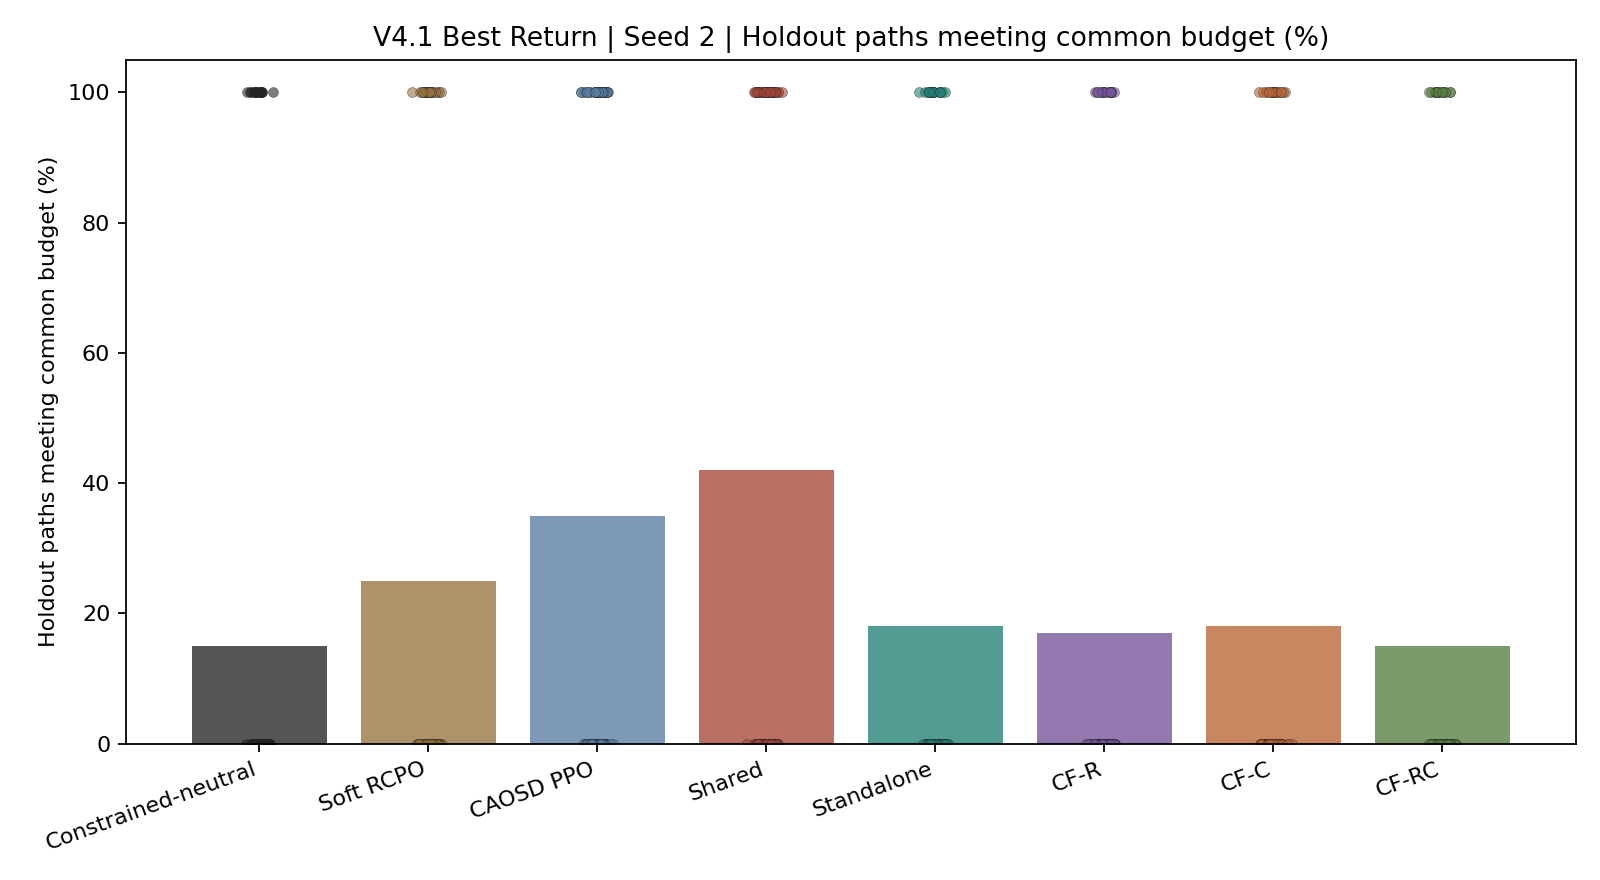 V4.1 Best Return | Seed 2 | Holdout paths meeting common budget (%)
Holdout paths meeting common budget (%)
100
80
60
40
20
0
Constrained-neutral
Soft RCPO
CAOSD PPO
Shared
Standalone
CF-R
CF-C
CF-RC